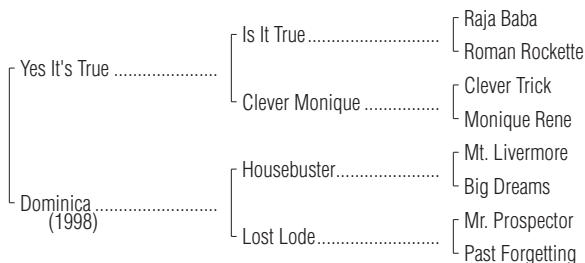 Raja Baba
Is It True
Roman Rockette
Yes It's True
Clever Trick
Clever Monique
Monique Rene
Mt. Livermore
Housebuster
Big Dreams
Dominica
(1998)
Mr. Prospector
Lost Lode
Past Forgetting